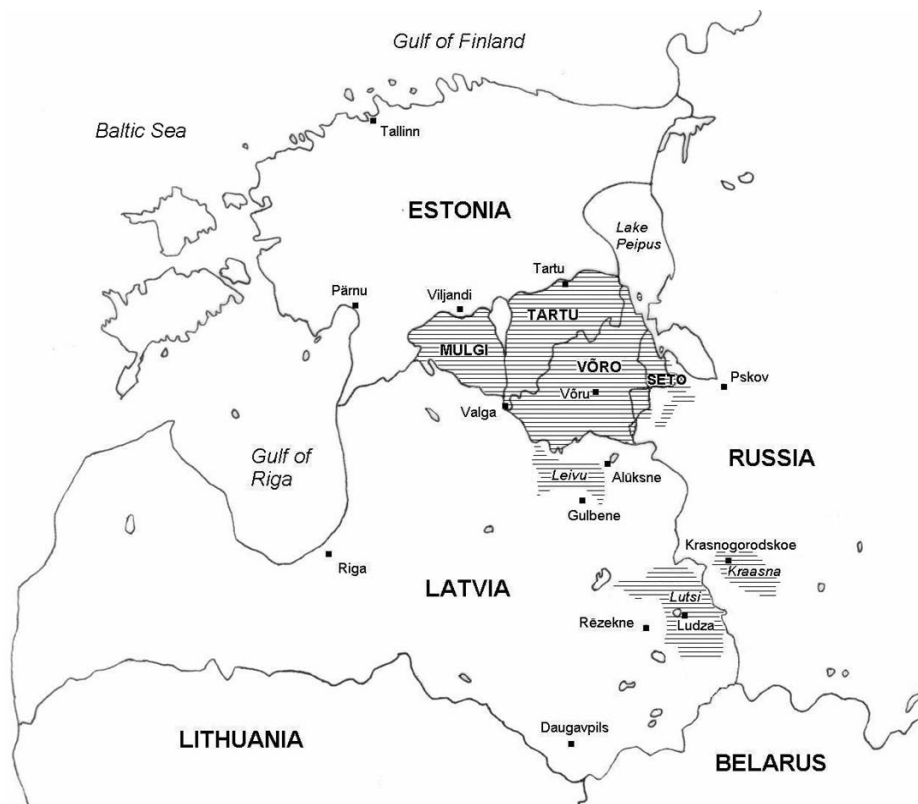 Gulf of Finland
Baltic Sea
Tallinn
ESTONIA
Lake
Peipus
Tartu
Pärnu
Viljandi
TARTU
MULGI
VÕRO
SETO
Pskov
Võru
Valga
Gulf of
Riga
RUSSIA
Leivu
Alūksne
Gulbene
Krasnogorodskoe
Kraasna
Riga
LATVIA
Lutsi
Rēzekne
Ludza
Daugavpils
LITHUANIA
BELARUS